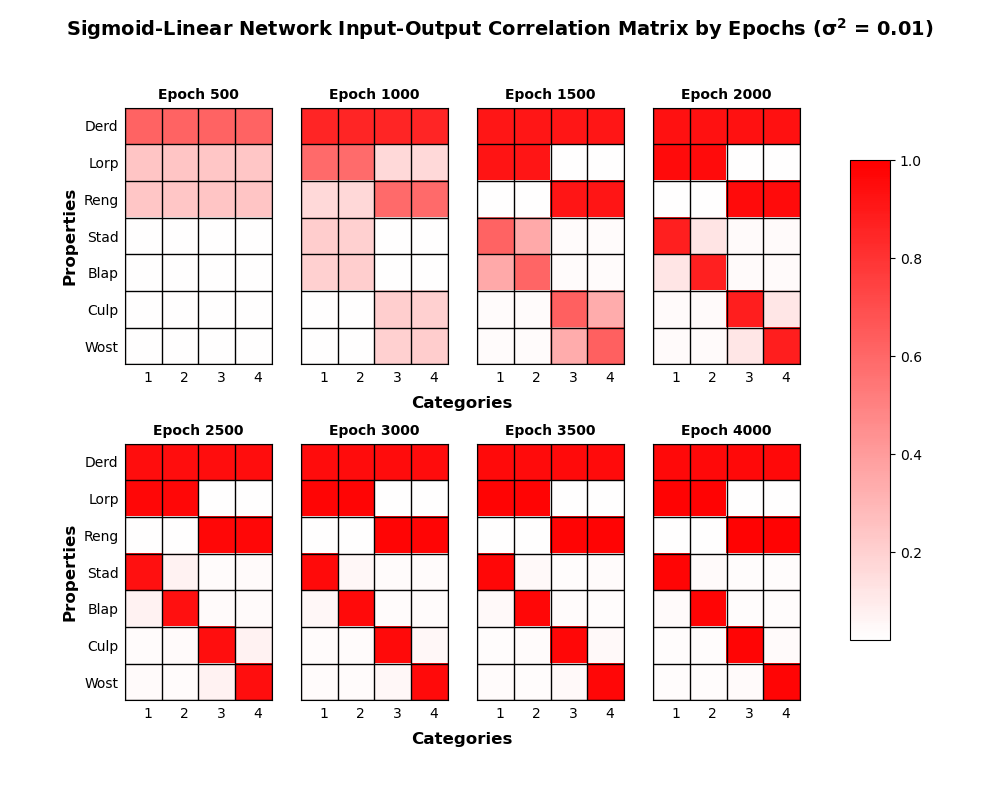 Sigmoid-Linear Network Input-Output Correlation Matrix by Epochs (σ² = 0.01)
Epoch 500 Epoch 1000 Epoch 1500 Epoch 2000
Properties
Derd
Lorp
Reng
Stad
Blap
Culp
Wost
1 2 3 4 1 2 3 4 1 2 3 4 1 2 3 4
Categories
Epoch 2500 Epoch 3000 Epoch 3500 Epoch 4000
Properties
Derd
Lorp
Reng
Stad
Blap
Culp
Wost
1 2 3 4 1 2 3 4 1 2 3 4 1 2 3 4
Categories
1.0
0.8
0.6
0.4
0.2